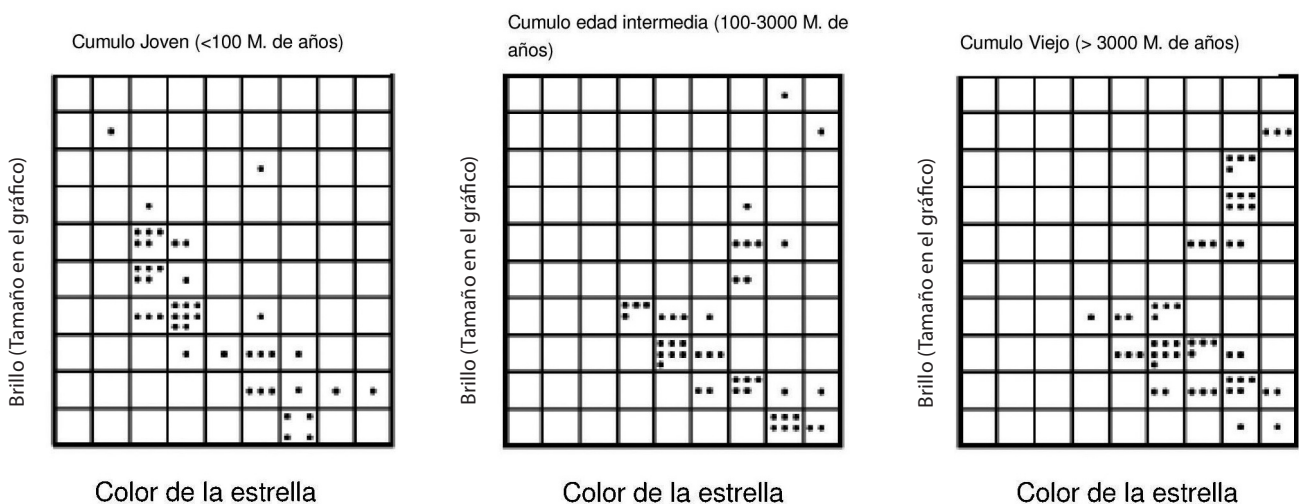 Cumulo Joven (<100 M. de años)
Cumulo edad intermedia (100-3000 M. de
años)
Cumulo Viejo (> 3000 M. de años)
Brillo (Tamaño en el gráfico)
Brillo (Tamaño en el gráfico)
Brillo (Tamaño en el gráfico)
Color de la estrella
Color de la estrella
Color de la estrella